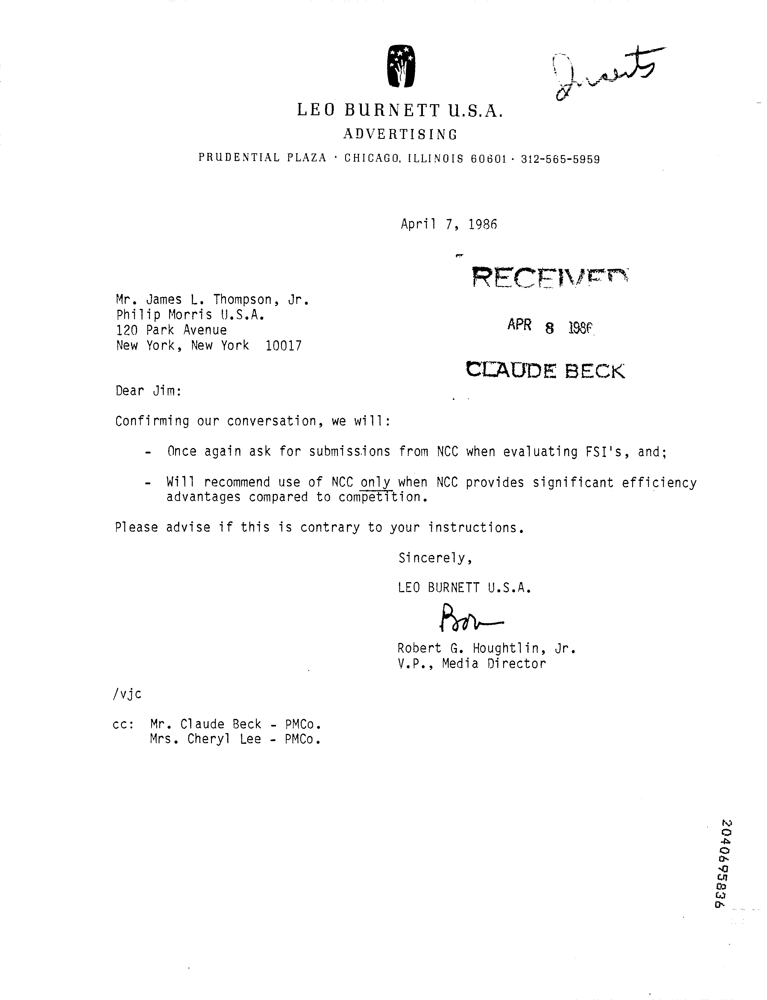 Inserts
LEO BURNETT U.S.A.
ADVERTISING
PRUDENTIAL PLAZA · CHICAGO, ILLINOIS 60601 · 312-565-5959
April 7, 1986
RECEIVED
APR 8 1986
CLAUDE BECK
Mr. James L. Thompson, Jr.
Philip Morris U.S.A.
120 Park Avenue
New York, New York 10017
Dear Jim:
Confirming our conversation, we will:
- Once again ask for submissions from NCC when evaluating FSI's, and;
- Will recommend use of NCC only when NCC provides significant efficiency
advantages compared to competition.
Please advise if this is contrary to your instructions.
Sincerely,
LEO BURNETT U.S.A.
Bob
Robert G. Houghtlin, Jr.
V.P., Media Director
/vjc
cc: Mr. Claude Beck - PMCo.
Mrs. Cheryl Lee - PMCo.
2040695836